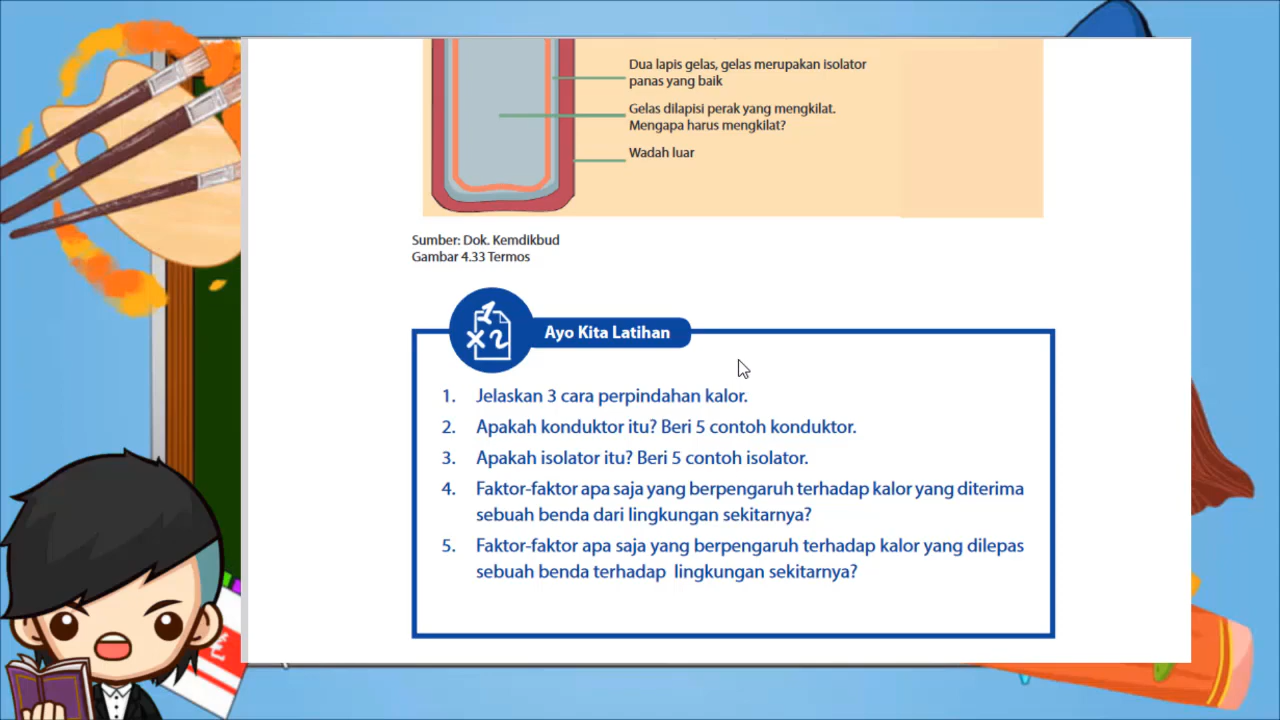 Dua lapis gelas, gelas merupakan isolator
panas yang baik
Gelas dilapisi perak yang mengkilat.
Mengapa harus mengkilat?
Wadah luar
Sumber: Dok. Kemdikbud
Gambar 4.33 Termos
1
x 2
Ayo Kita Latihan
1. Jelaskan 3 cara perpindahan kalor.
2. Apakah konduktor itu? Beri 5 contoh konduktor.
3. Apakah isolator itu? Beri 5 contoh isolator.
4. Faktor-faktor apa saja yang berpengaruh terhadap kalor yang diterima
sebuah benda dari lingkungan sekitarnya?
5. Faktor-faktor apa saja yang berpengaruh terhadap kalor yang dilepas
sebuah benda terhadap lingkungan sekitarnya?